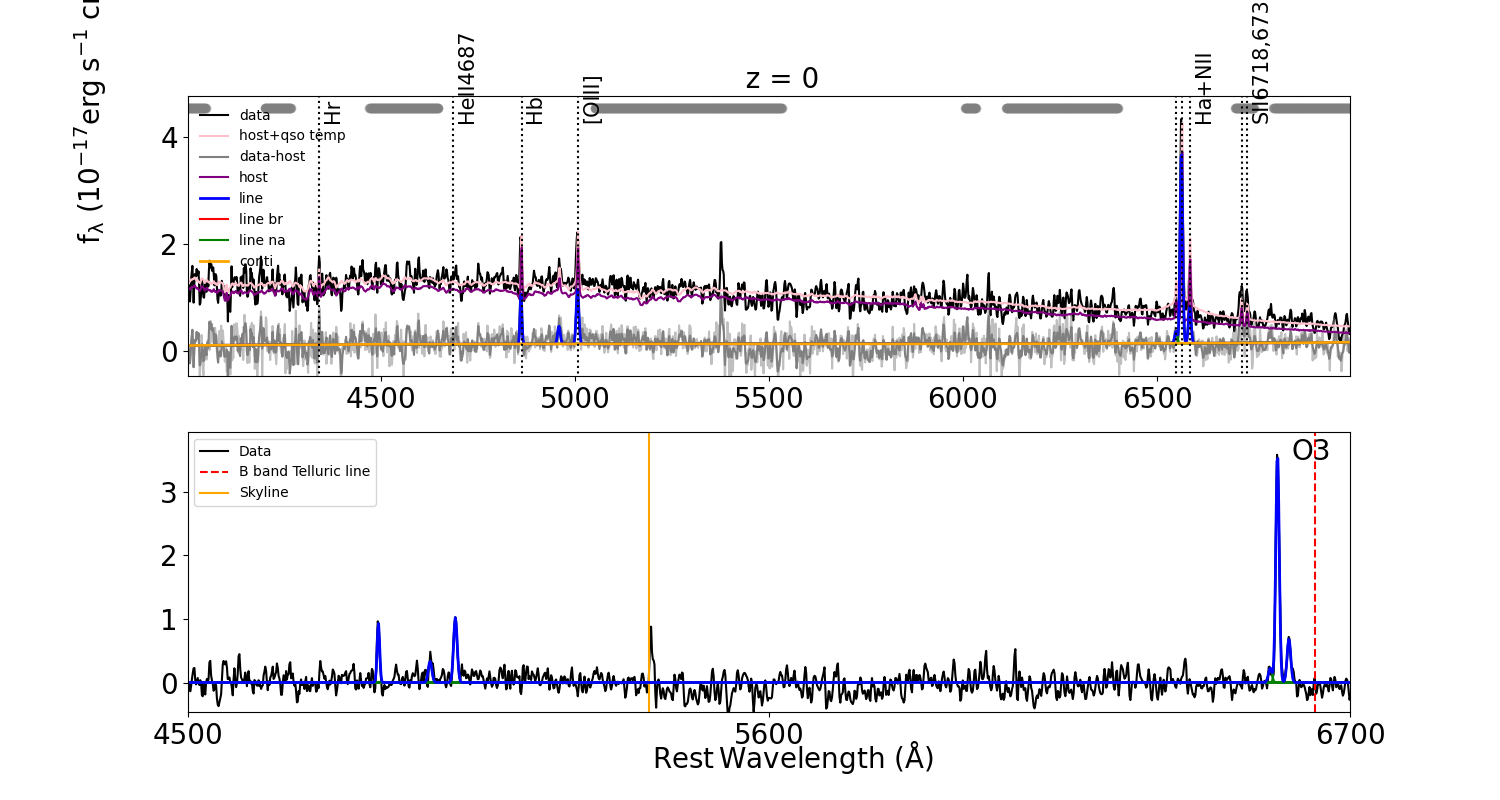 z = 0
f_λ (10^{-17} erg s^{-1} c
Hr
HeII4687
Hb
[OIII]
Ha+NII
SII6718,673
data
host+qso temp
data-host
host
line
line br
line na
conti
4
2
0
4500 5000 5500 6000 6500
Data
B band Telluric line
Skyline
O3
3
2
1
0
4500 5600 6700
Rest Wavelength (Å)